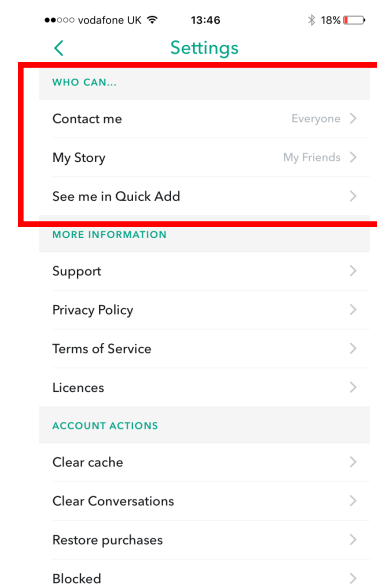 vodafone UK 13:46 18%
Settings
WHO CAN...
Contact me Everyone
My Story My Friends
See me in Quick Add
MORE INFORMATION
Support
Privacy Policy
Terms of Service
Licences
ACCOUNT ACTIONS
Clear cache
Clear Conversations
Restore purchases
Blocked